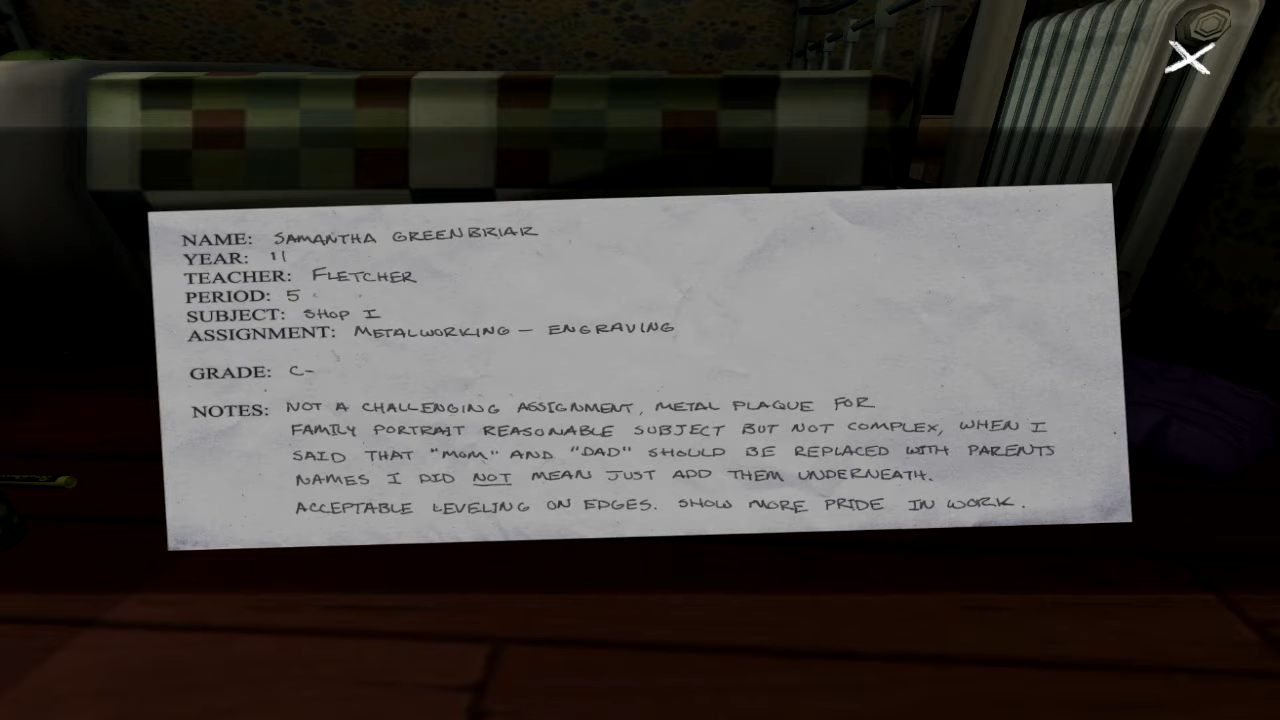 NAME: SAMANTHA GREENBRIAR
YEAR: 11
TEACHER: FLETCHER
PERIOD: 5
SUBJECT: SHOP I
ASSIGNMENT: METALWORKING — ENGRAVING
GRADE: C-
NOTES: NOT A CHALLENGING ASSIGNMENT, METAL PLAQUE FOR
FAMILY PORTRAIT REASONABLE SUBJECT BUT NOT COMPLEX, WHEN I
SAID THAT "MOM" AND "DAD" SHOULD BE REPLACED WITH PARENTS
NAMES I DID NOT MEAN JUST ADD THEM UNDERNEATH.
ACCEPTABLE LEVELING ON EDGES. SHOW MORE PRIDE IN WORK.